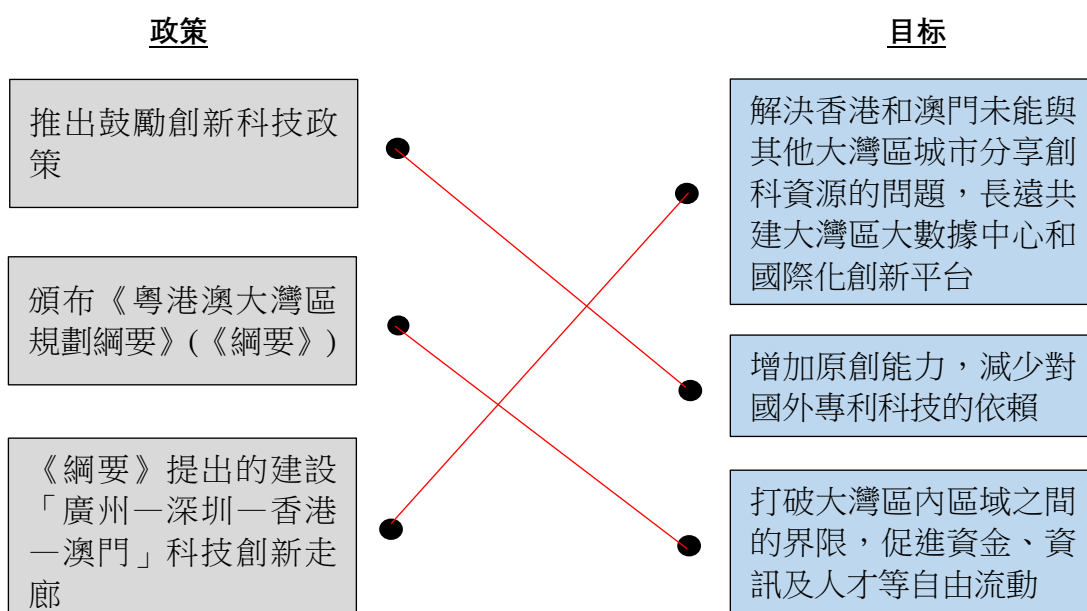 政策
推出鼓勵創新科技政
策
頒布《粵港澳大灣區
規劃綱要》(《綱要》)
《綱要》提出的建設
「廣州—深圳—香港
—澳門」科技創新走
廊
目标
解決香港和澳門未能與
其他大灣區城市分享創
科資源的問題，長遠共
建大灣區大數據中心和
國際化創新平台
增加原創能力，減少對
國外專利科技的依賴
打破大灣區內區域之間
的界限，促進資金、資
訊及人才等自由流動